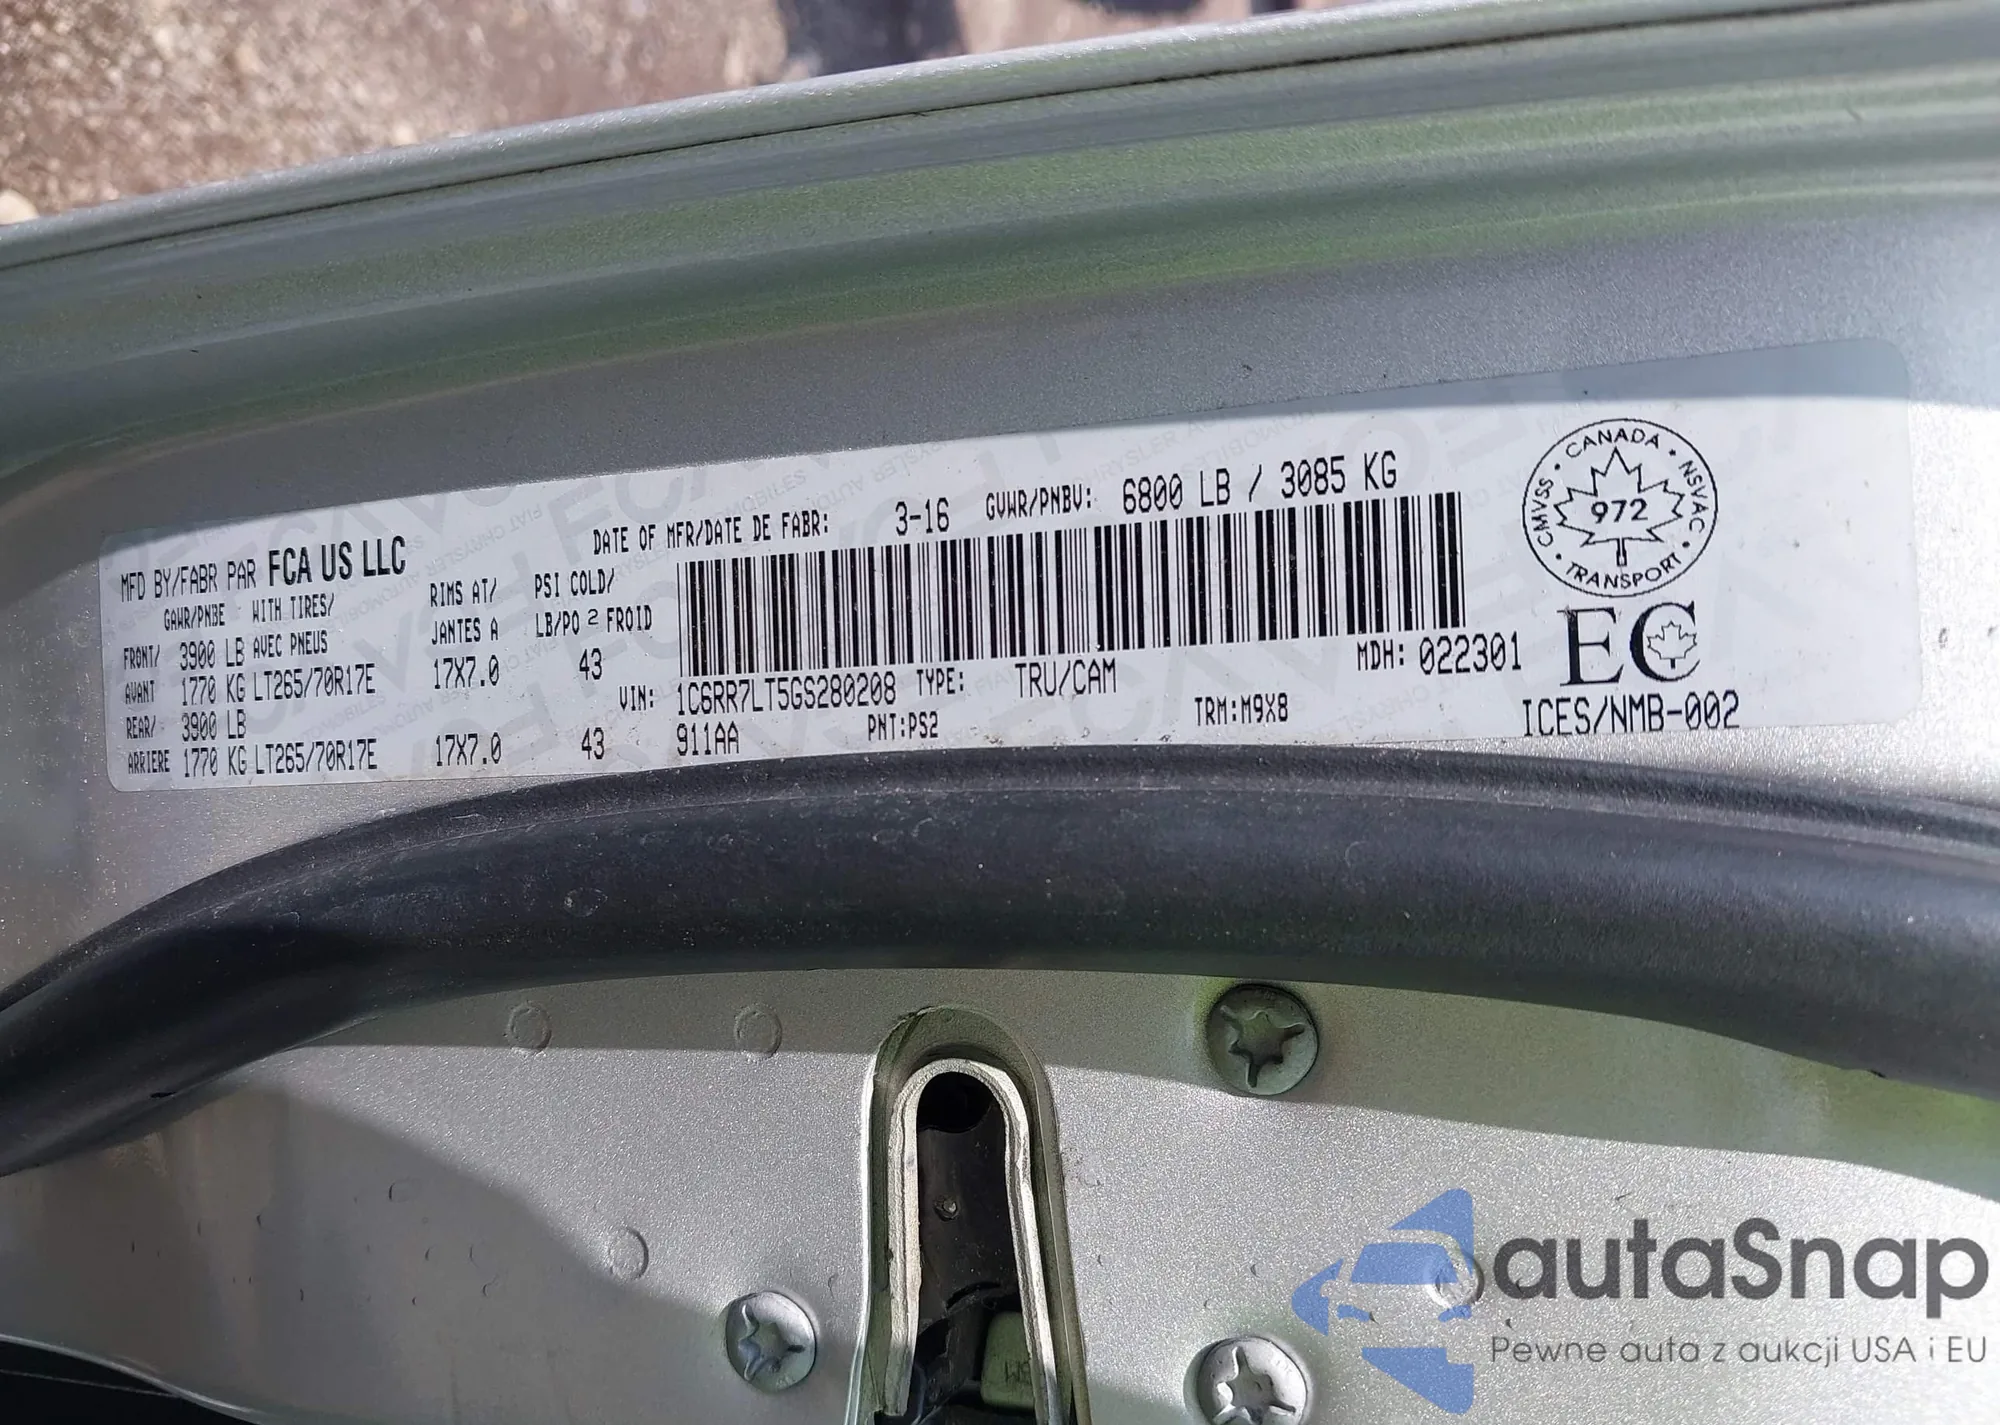 MFD BY/FABR PAR FCA US LLC
DATE OF MFR/DATE DE FABR: 3-16 GVWR/PNBV: 6800 LB / 3085 KG
GAWR/PNBE WITH TIRES/ RIMS AT/ PSI COLD/
AVEC PNEUS JANTES A LB/PO 2 FROID
FRONT/ 3900 LB
AVANT 1770 KG LT265/70R17E 17X7.0 43
REAR/ 3900 LB
ARRIERE 1770 KG LT265/70R17E 17X7.0 43
VIN: 1C6RR7LT5GS280208 TYPE: TRU/CAM MDH: 022301
911AA PNT:PS2 TRM:M9X8
CANADA
CMVSS • NSVAC
972
TRANSPORT
EC
ICES/NMB-002
autaSnap
Pewne auta z aukcji USA i EU